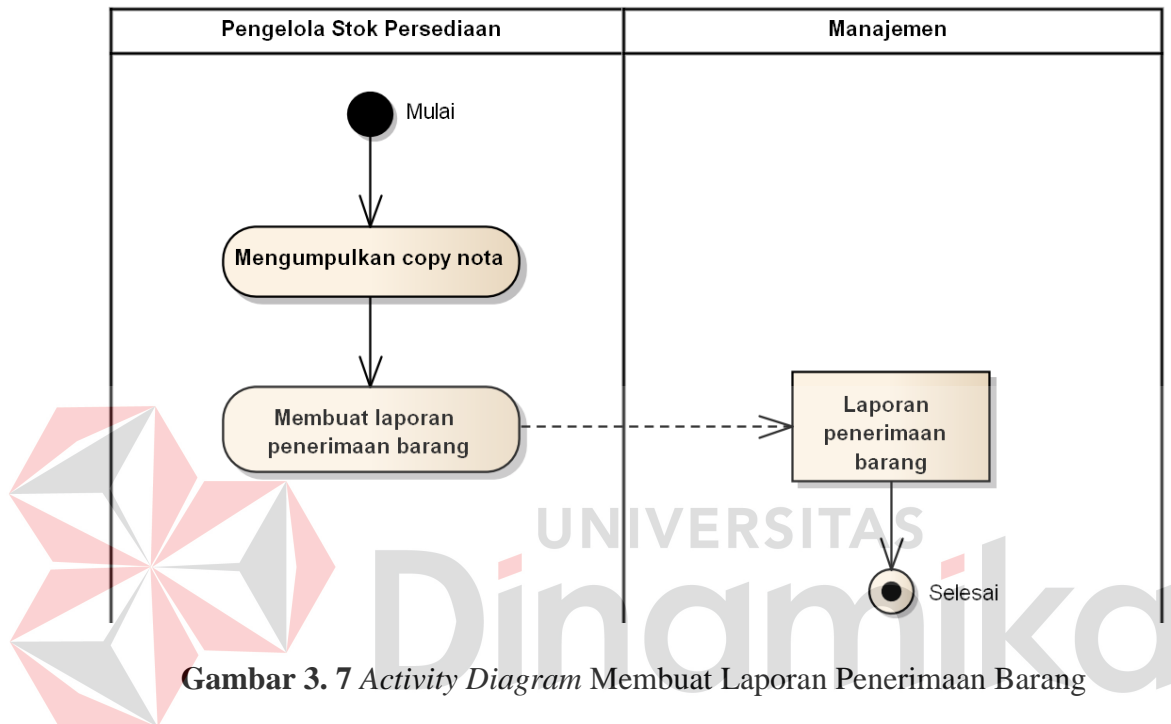 Pengelola Stok Persediaan
Manajemen
Mulai
Mengumpulkan copy nota
Membuat laporan
penerimaan barang
Laporan
penerimaan
barang
Selesai
UNIVERSITAS
Dinamika
Gambar 3. 7 Activity Diagram Membuat Laporan Penerimaan Barang